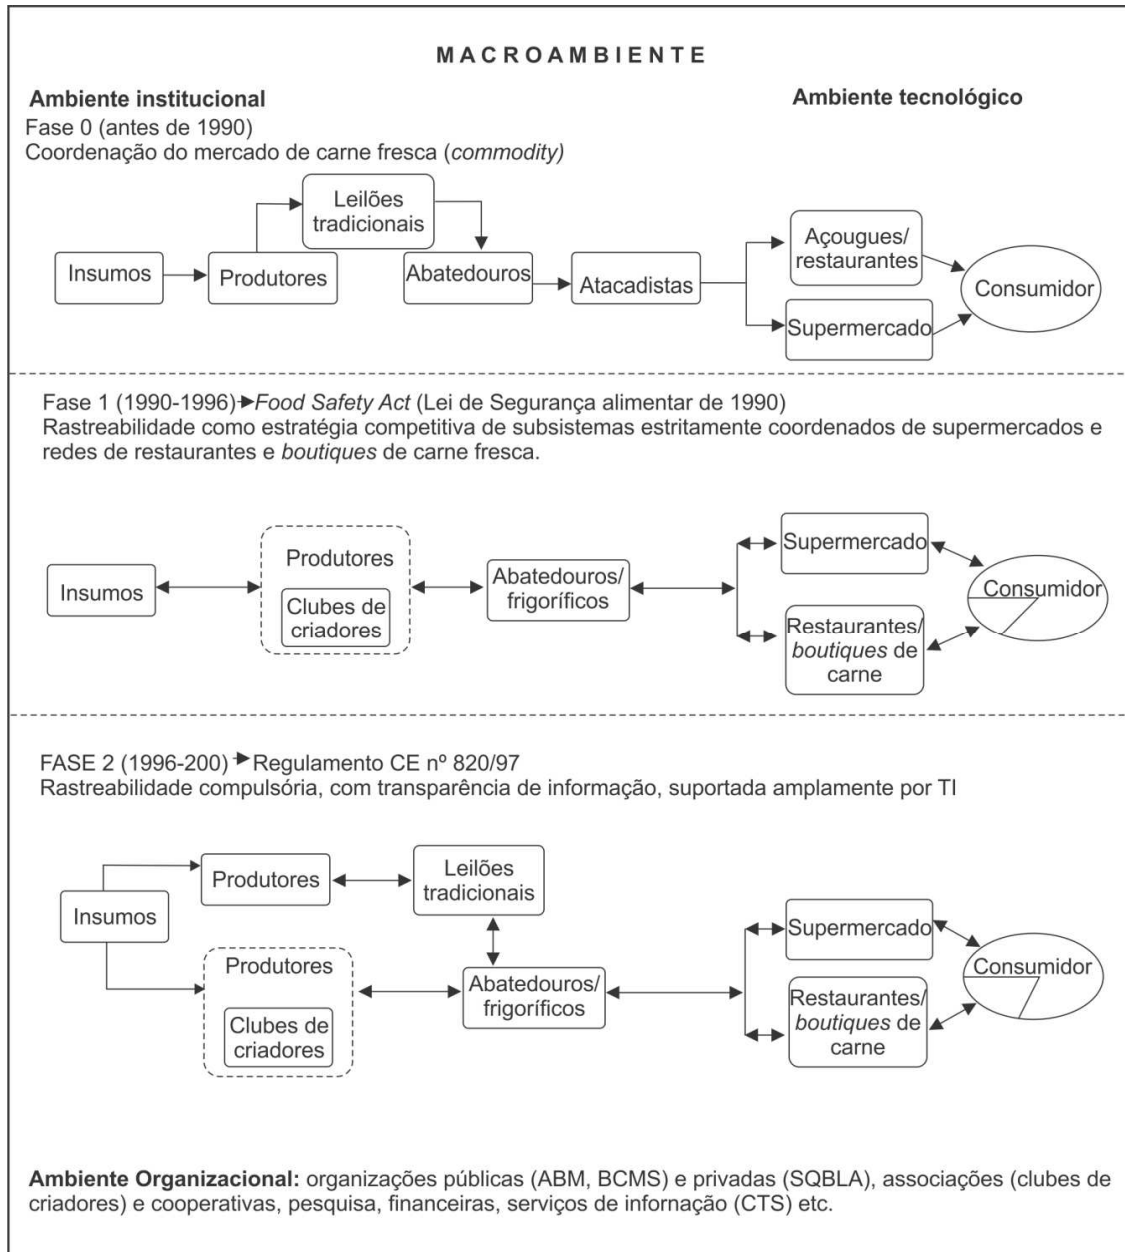 MACROAMBIENTE
Ambiente institucional
Ambiente tecnológico
Fase 0 (antes de 1990)
Coordenação do mercado de carne fresca (commodity)
Leilões
tradicionais
Insumos
Produtores
Abatedouros
Atacadistas
Açougues/
restaurantes
Supermercado
Consumidor
Fase 1 (1990-1996) Food Safety Act (Lei de Segurança alimentar de 1990)
Rastreabilidade como estratégia competitiva de subsistemas estritamente coordenados de supermercados e
redes de restaurantes e boutiques de carne fresca.
Insumos
Produtores
Clubes de
criadores
Abatedouros/
frigoríficos
Supermercado
Restaurantes/
boutiques de
carne
Consumidor
FASE 2 (1996-200) Regulamento CE nº 820/97
Rastreabilidade compulsória, com transparência de informação, suportada amplamente por TI
Insumos
Produtores
Leilões
tradicionais
Produtores
Clubes de
criadores
Abatedouros/
frigoríficos
Supermercado
Restaurantes/
boutiques de
carne
Consumidor
Ambiente Organizacional: organizações públicas (ABM, BCMS) e privadas (SQBLA), associações (clubes de
criadores) e cooperativas, pesquisa, financeiras, serviços de infornação (CTS) etc.